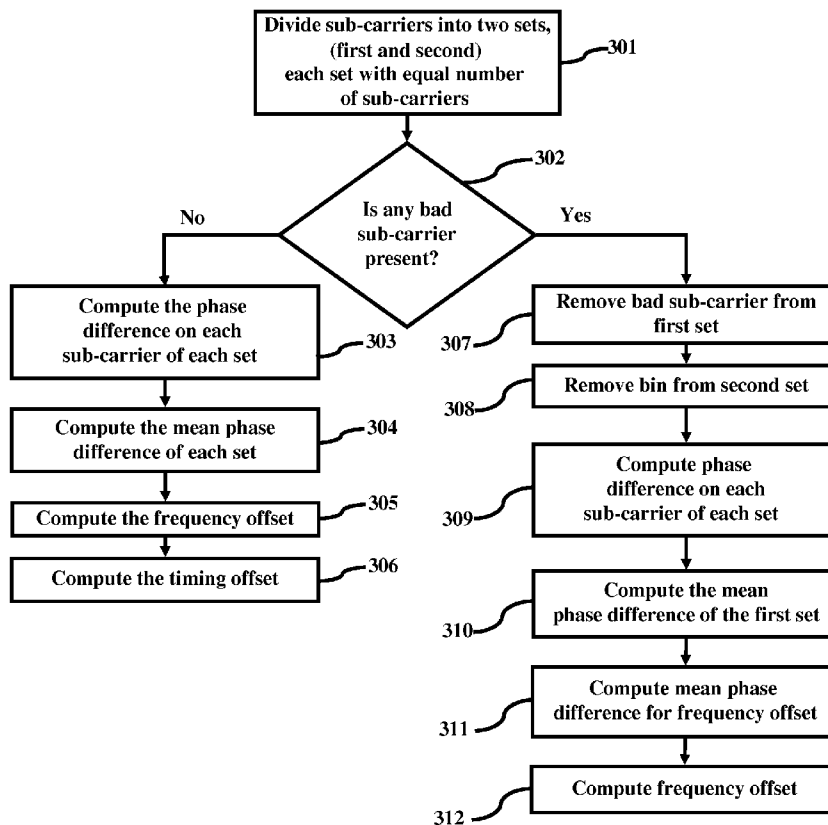 Divide sub-carriers into two sets,
(first and second)
each set with equal number
of sub-carriers
301
302
Is any bad
sub-carrier
present?
No
Yes
Compute the phase
difference on each
sub-carrier of each set
303
Compute the mean phase
difference of each set
304
Compute the frequency offset
305
Compute the timing offset
306
Remove bad sub-carrier from
first set
307
Remove bin from second set
308
Compute phase
difference on each
sub-carrier of each set
309
Compute the mean
phase difference of the first set
310
Compute mean phase
difference for frequency offset
311
Compute frequency offset
312